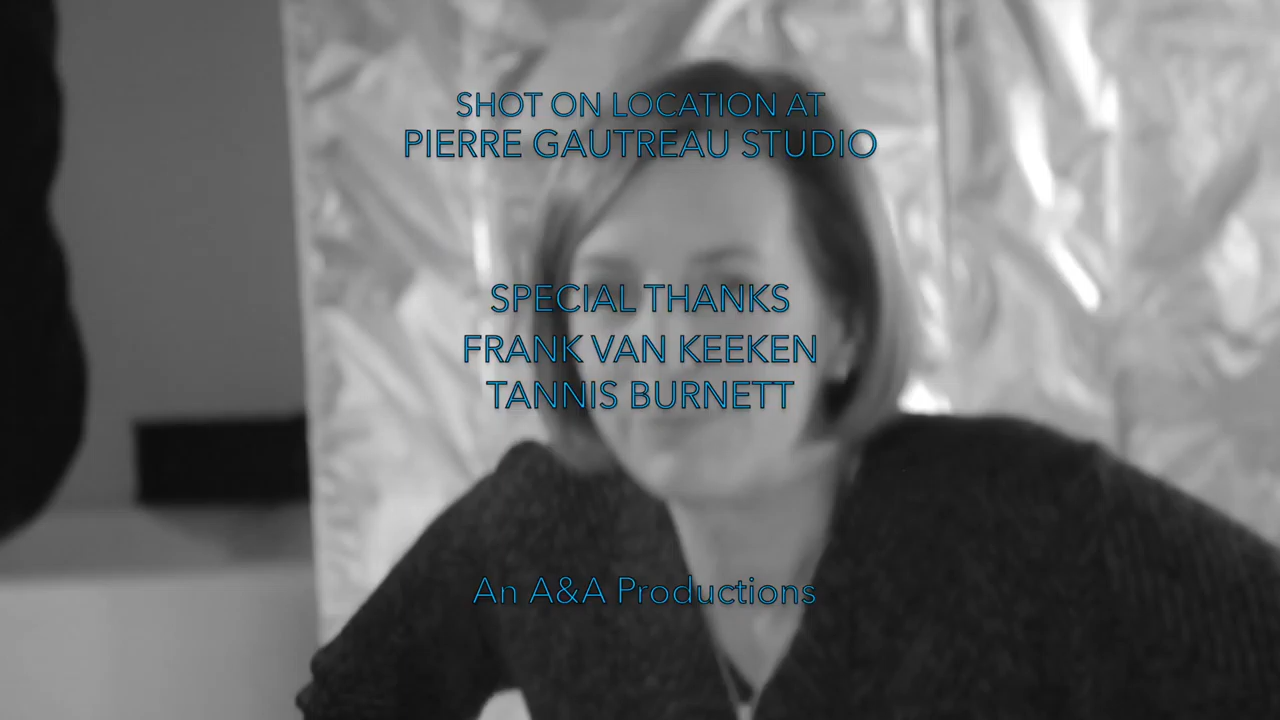 SHOT ON LOCATION AT
PIERRE GAUTREAU STUDIO
SPECIAL THANKS
FRANK VAN KEEKEN
TANNIS BURNETT
An A&A Productions